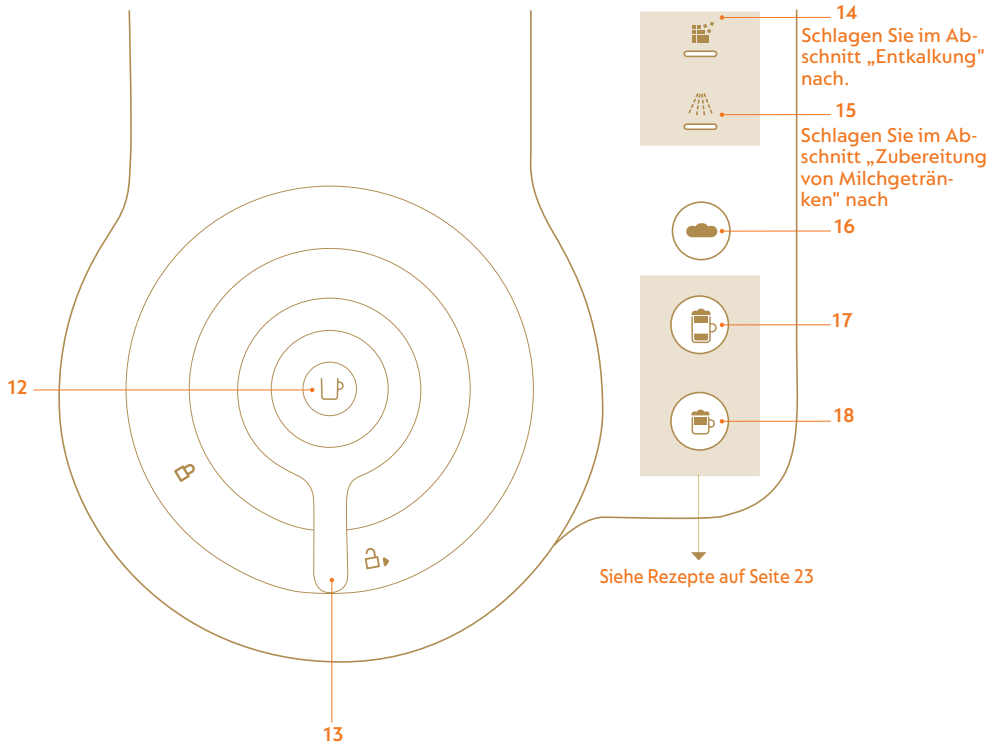 14
Schlagen Sie im Ab-
schnitt „Entkalkung"
nach.
15
Schlagen Sie im Ab-
schnitt „Zubereitung
von Milchgeträn-
ken" nach
16
17
12
18
Siehe Rezepte auf Seite 23
13